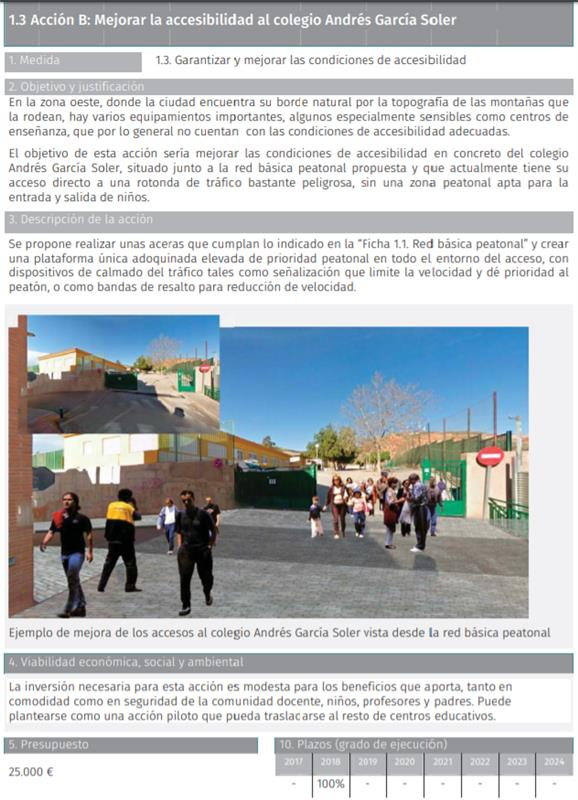 1.3 Acción B: Mejorar la accesibilidad al colegio Andrés García Soler
1. Medida
1.3. Garantizar y mejorar las condiciones de accesibilidad
2. Objetivo y justificación
En la zona oeste, donde la ciudad encuentra su borde natural por la topografía de las montañas que
la rodean, hay varios equipamientos importantes, algunos especialmente sensibles como centros de
enseñanza, que por lo general no cuentan con las condiciones de accesibilidad adecuadas.
El objetivo de esta acción sería mejorar las condiciones de accesibilidad en concreto del colegio
Andrés García Soler, situado junto a la red básica peatonal propuesta y que actualmente tiene su
acceso directo a una rotonda de tráfico bastante peligrosa, sin una zona peatonal apta para la
entrada y salida de niños.
3. Descripción de la acción
Se propone realizar unas aceras que cumplan lo indicado en la "Ficha 1.1. Red básica peatonal" y crear
una plataforma única adoquinada elevada de prioridad peatonal en todo el entorno del acceso, con
dispositivos de calmado del tráfico tales como señalización que limite la velocidad y dé prioridad al
peatón, o como bandas de resalto para reducción de velocidad.
Ejemplo de mejora de los accesos al colegio Andrés García Soler vista desde la red básica peatonal
4. Viabilidad económica, social y ambiental
La inversión necesaria para esta acción es modesta para los beneficios que aporta, tanto en
comodidad como en seguridad de la comunidad docente, niños, profesores y padres. Puede
plantearse como una acción piloto que pueda traslacarse al resto de centros educativos.
5. Presupuesto
25.000 €
10. Plazos (grado de ejecución)
2017 2018 2019 2020 2021 2022 2023 2024
- 100% - - - - - -